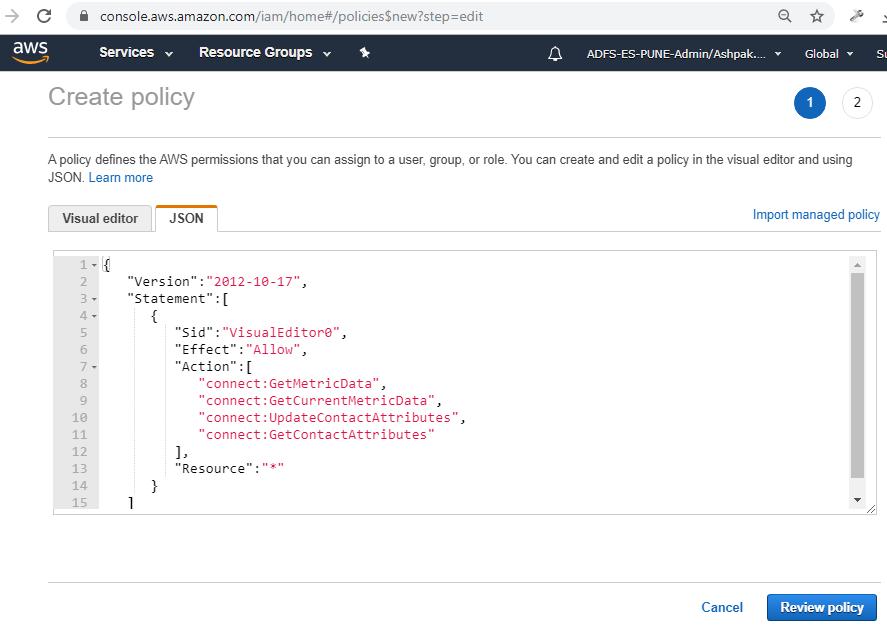 console.aws.amazon.com/iam/home#/policies$new?step=edit
aws Services Resource Groups ADFS-ES-PUNE-Admin/Ashpak.... Global Su
Create policy 1 2
A policy defines the AWS permissions that you can assign to a user, group, or role. You can create and edit a policy in the visual editor and using
JSON. Learn more
Visual editor JSON Import managed policy
1 {
2 "Version":"2012-10-17",
3 "Statement":[
4 {
5 "Sid":"VisualEditor0",
6 "Effect":"Allow",
7 "Action":[
8 "connect:GetMetricData",
9 "connect:GetCurrentMetricData",
10 "connect:UpdateContactAttributes",
11 "connect:GetContactAttributes"
12 ],
13 "Resource":"*"
14 }
15 ]
Cancel Review policy